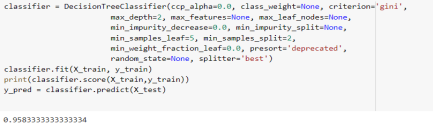 classifier = DecisionTreeClassifier(ccp_alpha=0.0, class_weight=None, criterion='gini',
max_depth=2, max_features=None, max_leaf_nodes=None,
min_impurity_decrease=0.0, min_impurity_split=None,
min_samples_leaf=5, min_samples_split=2,
min_weight_fraction_leaf=0.0, presort='deprecated',
random_state=None, splitter='best')
classifier.fit(X_train, y_train)
print(classifier.score(X_train,y_train))
y_pred = classifier.predict(X_test)
0.9583333333333334